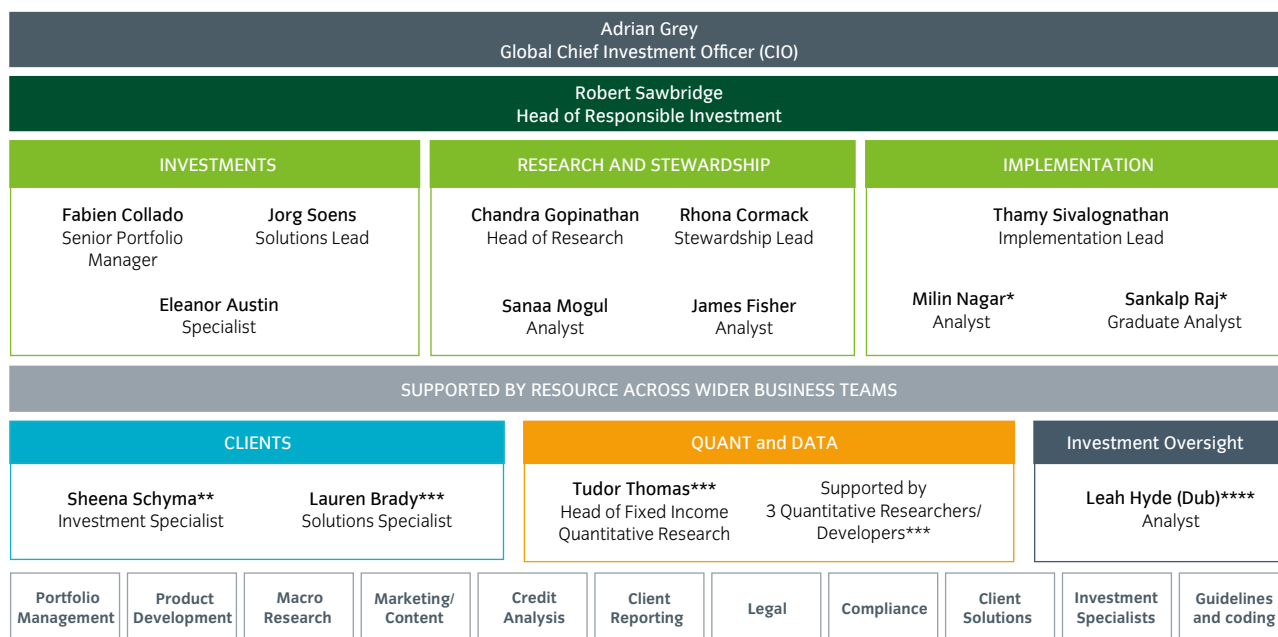 Adrian Grey
Global Chief Investment Officer (CIO)
Robert Sawbridge
Head of Responsible Investment
INVESTMENTS
Fabien Collado
Senior Portfolio
Manager
Jorg Soens
Solutions Lead
Eleanor Austin
Specialist
RESEARCH AND STEWARDSHIP
Chandra Gopinathan
Head of Research
Rhona Cormack
Stewardship Lead
Sanaa Mogul
Analyst
James Fisher
Analyst
IMPLEMENTATION
Thamy Sivalognathan
Implementation Lead
Milin Nagar*
Analyst
Sankalp Raj*
Graduate Analyst
SUPPORTED BY RESOURCE ACROSS WIDER BUSINESS TEAMS
CLIENTS
Sheena Schyma**
Investment Specialist
Lauren Brady***
Solutions Specialist
QUANT and DATA
Tudor Thomas***
Head of Fixed Income
Quantitative Research
Supported by
3 Quantitative Researchers/
Developers***
Investment Oversight
Leah Hyde (Dub)****
Analyst
Portfolio
Management
Product
Development
Macro
Research
Marketing/
Content
Credit
Analysis
Client
Reporting
Legal
Compliance
Client
Solutions
Investment
Specialists
Guidelines
and coding